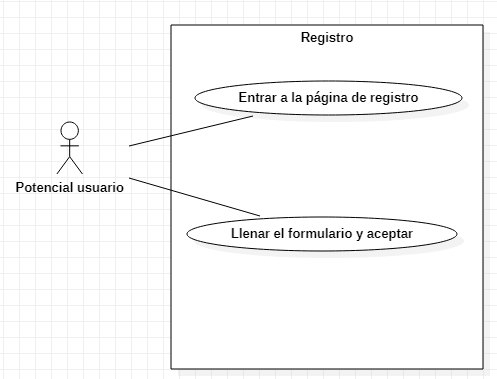 Registro
Entrar a la página de registro
Potencial usuario
Llenar el formulario y aceptar